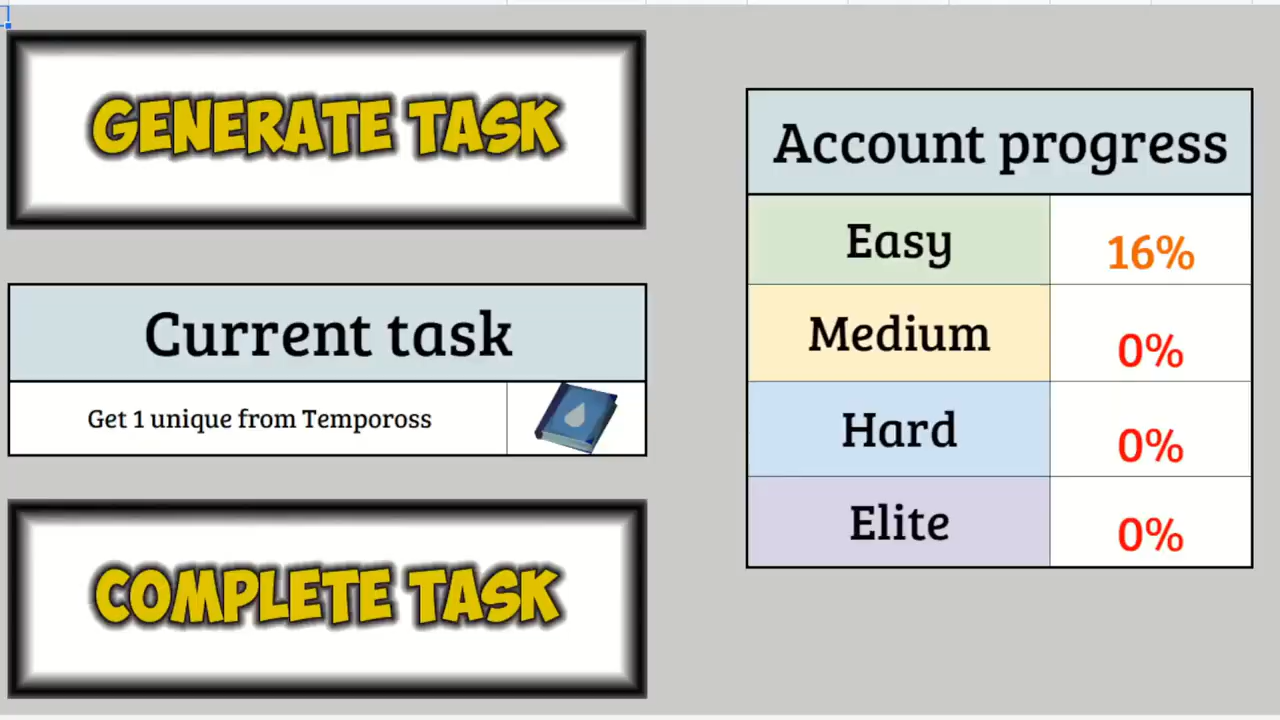 GENERATE TASK
Current task
Get 1 unique from Tempoross
COMPLETE TASK
Account progress
Easy 16%
Medium 0%
Hard 0%
Elite 0%